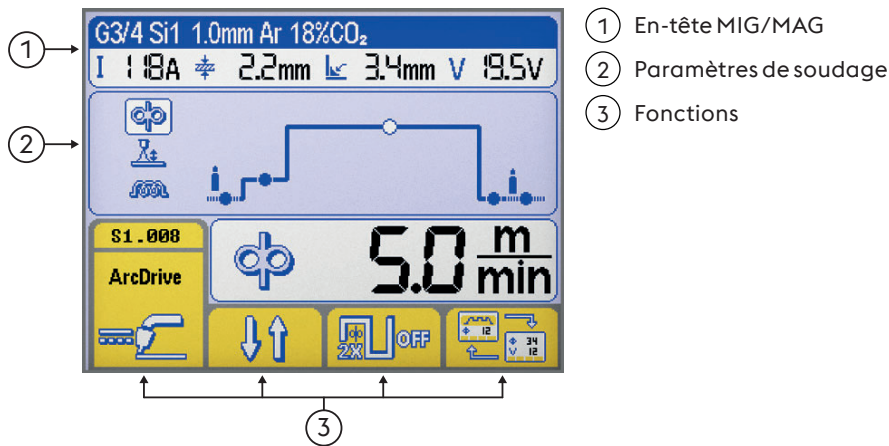 G3/4 Si1 1.0mm Ar 18%CO₂
I 118A 2.2mm 3.4mm V 19.5V
S1.008
ArcDrive
5.0 m/min
2X OFF
12
34
V 12
1 En-tête MIG/MAG
2 Paramètres de soudage
3 Fonctions
1
2
3